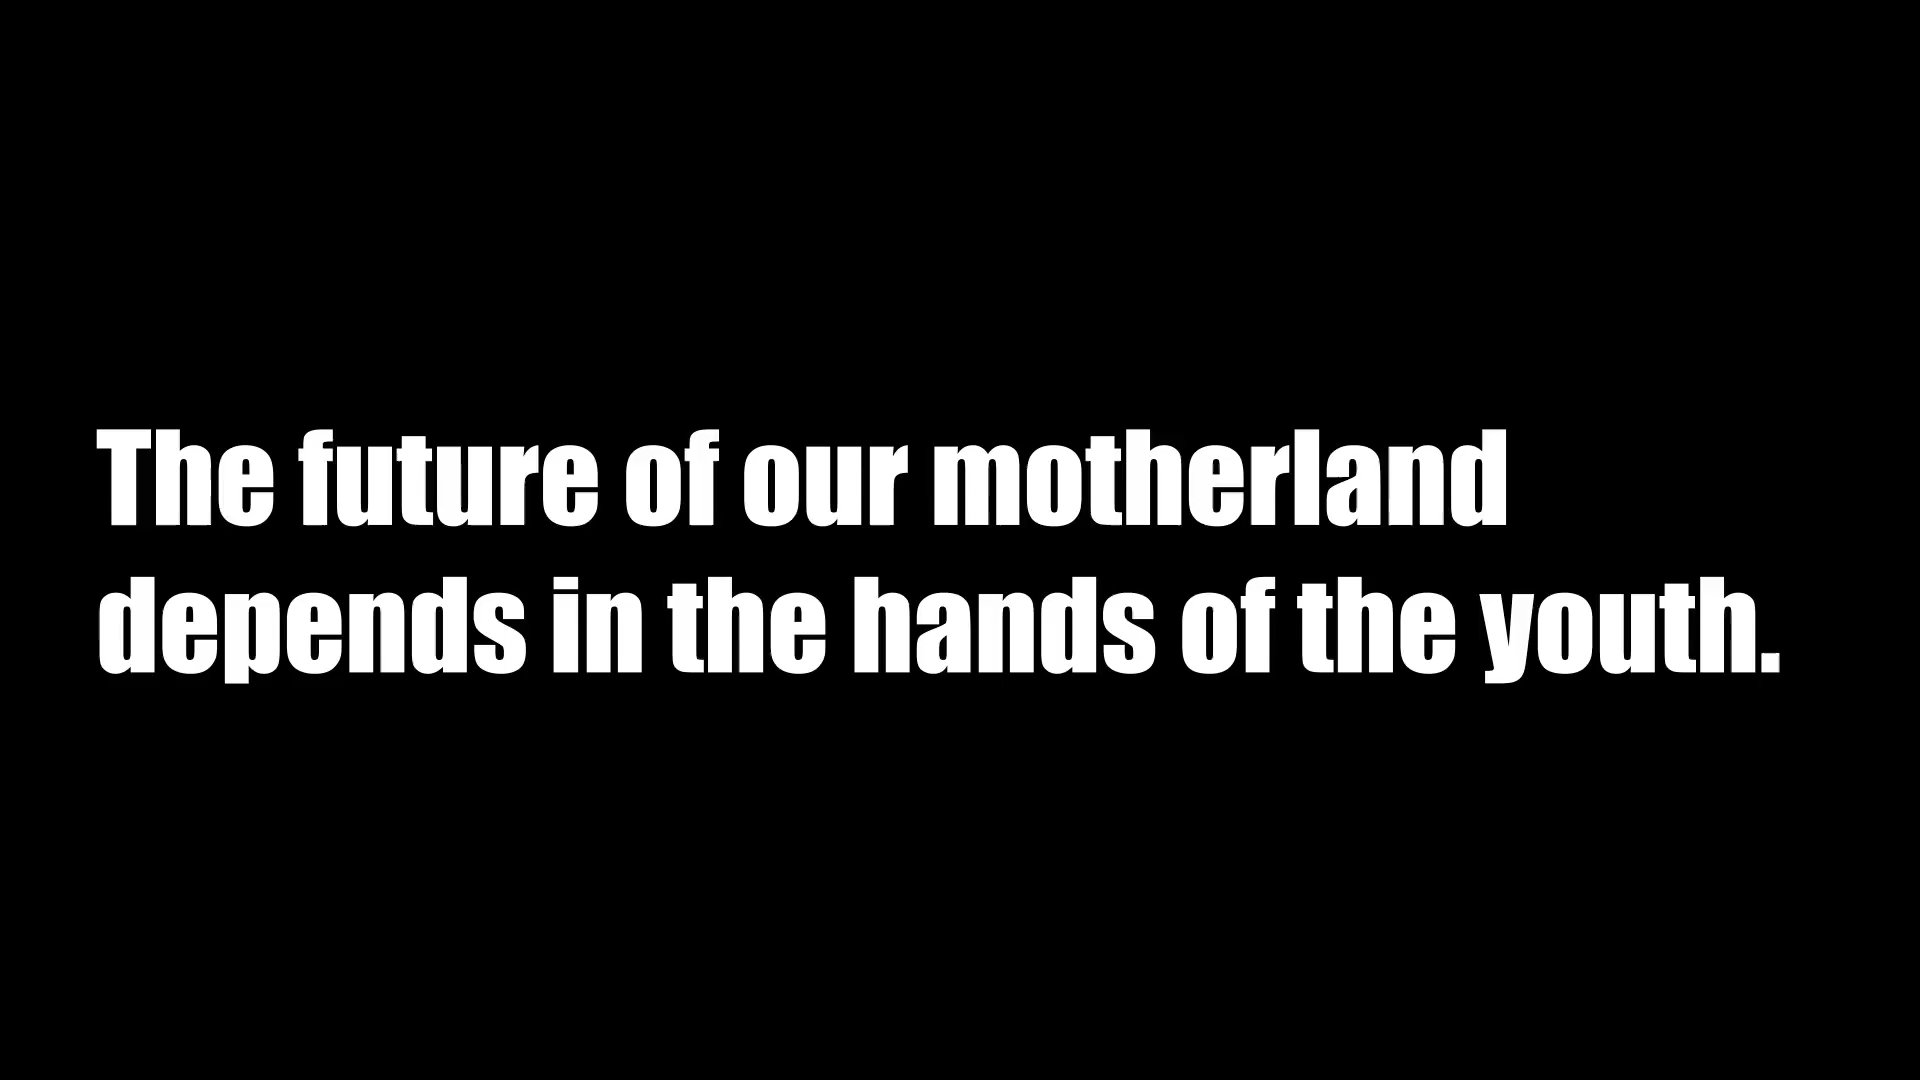 The future of our motherland
depends in the hands of the youth.